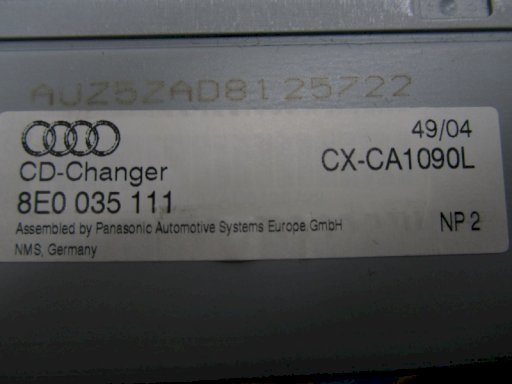 AUZ5ZAD8125722
49/04
CD-Changer CX-CA1090L
8E0 035 111
Assembled by Panasonic Automotive Systems Europe GmbH NP 2
NMS, Germany